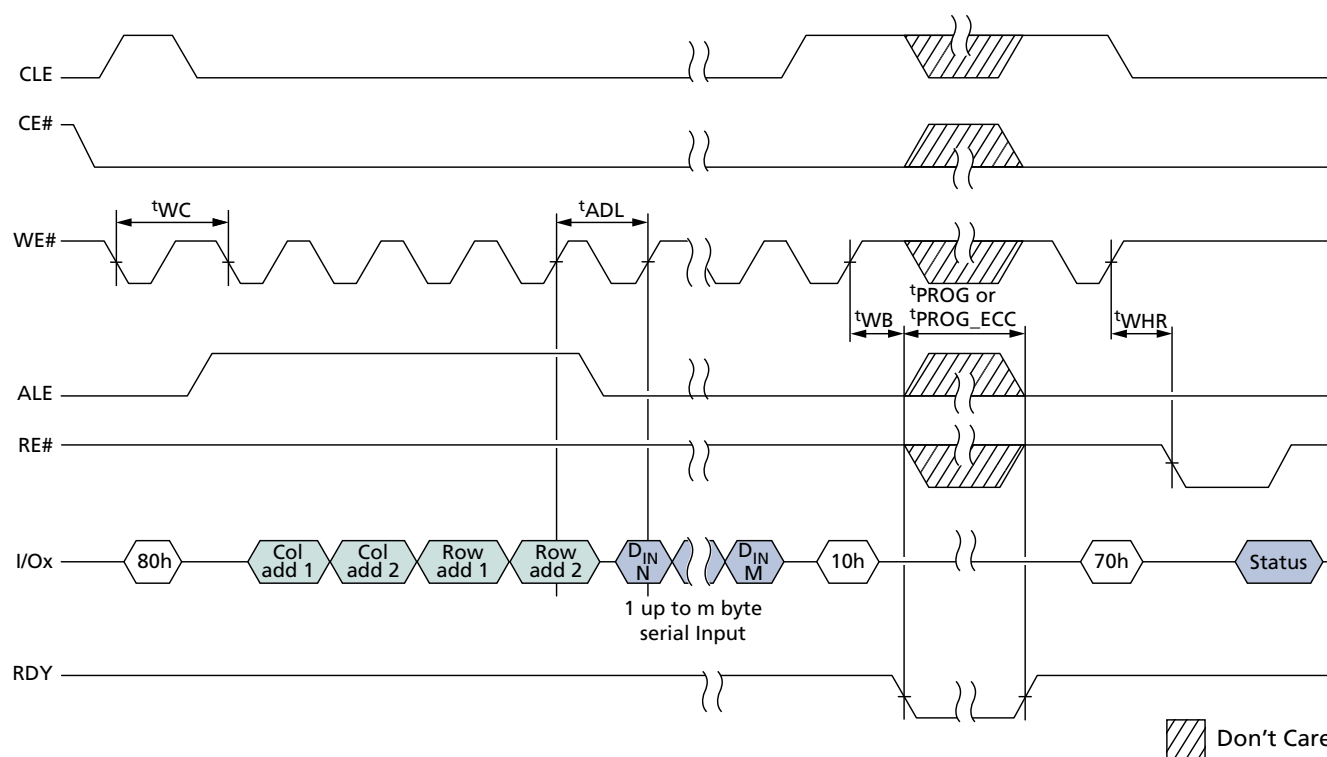 CLE
CE#
tWC
tADL
WE#
tPROG or
tPROG_ECC
tWB
tWHR
ALE
RE#
I/Ox
80h
Col
add 1
Col
add 2
Row
add 1
Row
add 2
DIN
N
DIN
M
10h
70h
Status
1 up to m byte
serial Input
RDY
Don't Care